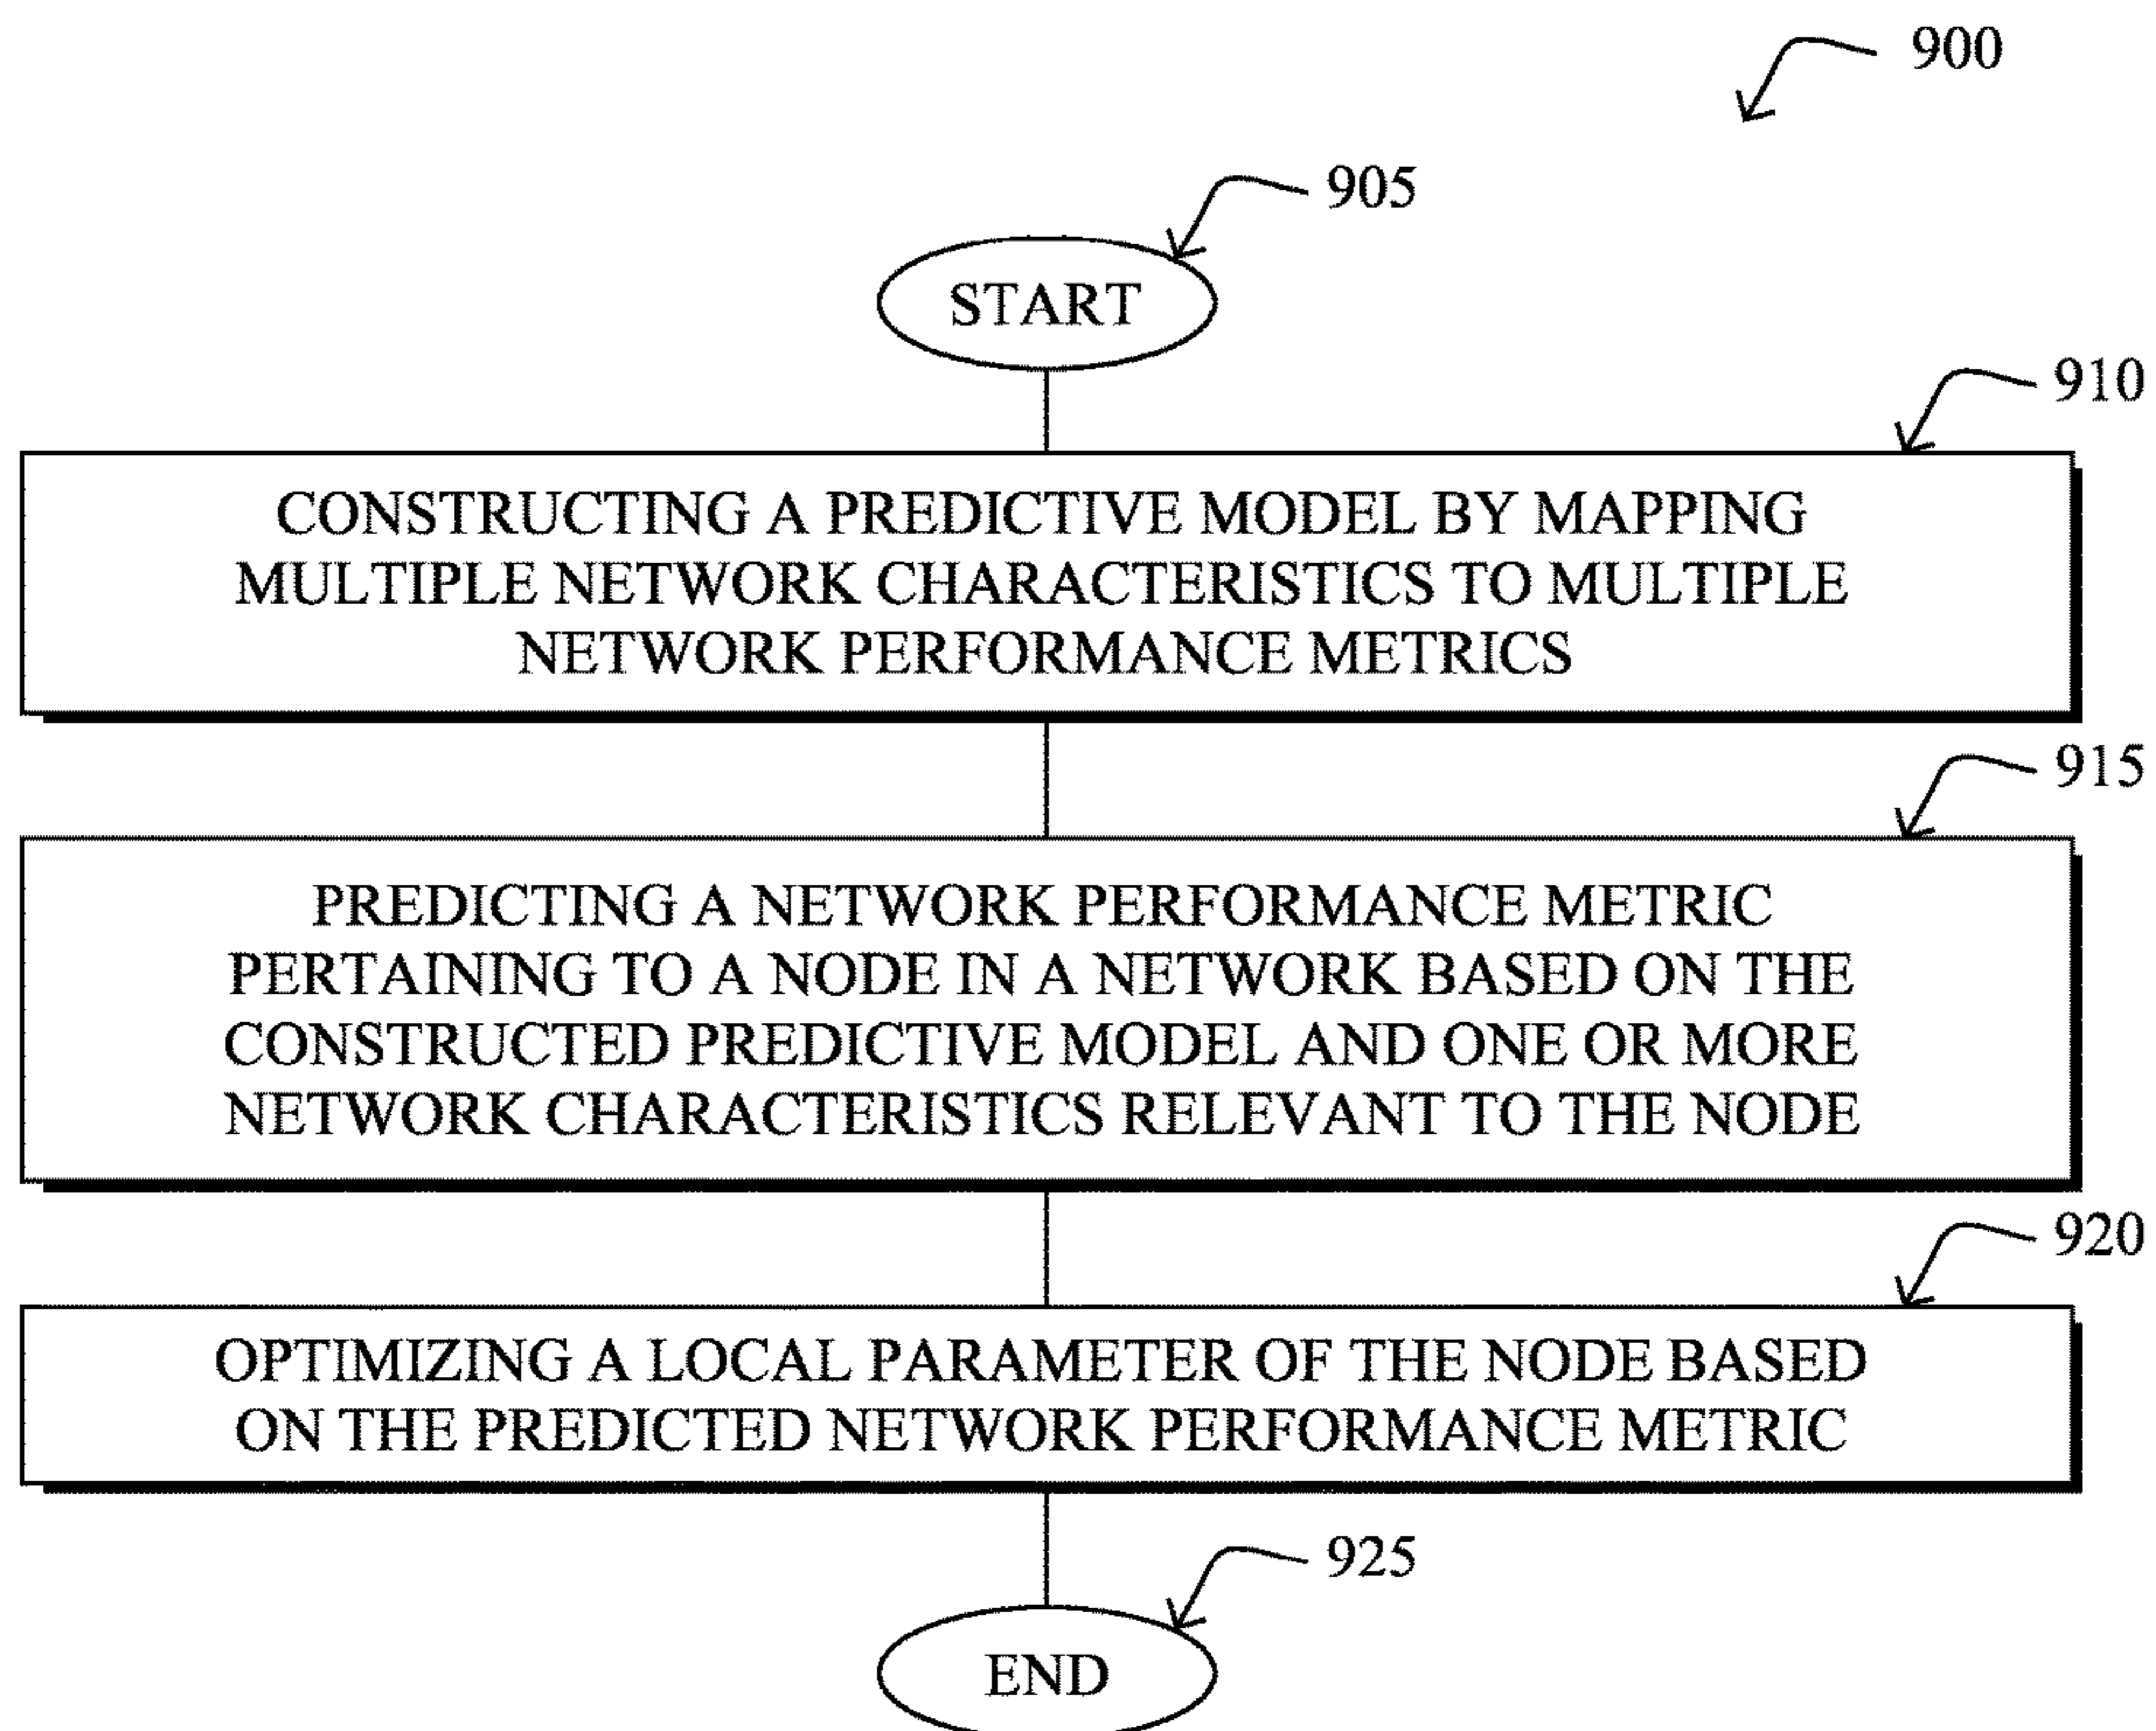 900
905
START
910
CONSTRUCTING A PREDICTIVE MODEL BY MAPPING
MULTIPLE NETWORK CHARACTERISTICS TO MULTIPLE
NETWORK PERFORMANCE METRICS
915
PREDICTING A NETWORK PERFORMANCE METRIC
PERTAINING TO A NODE IN A NETWORK BASED ON THE
CONSTRUCTED PREDICTIVE MODEL AND ONE OR MORE
NETWORK CHARACTERISTICS RELEVANT TO THE NODE
920
OPTIMIZING A LOCAL PARAMETER OF THE NODE BASED
ON THE PREDICTED NETWORK PERFORMANCE METRIC
925
END